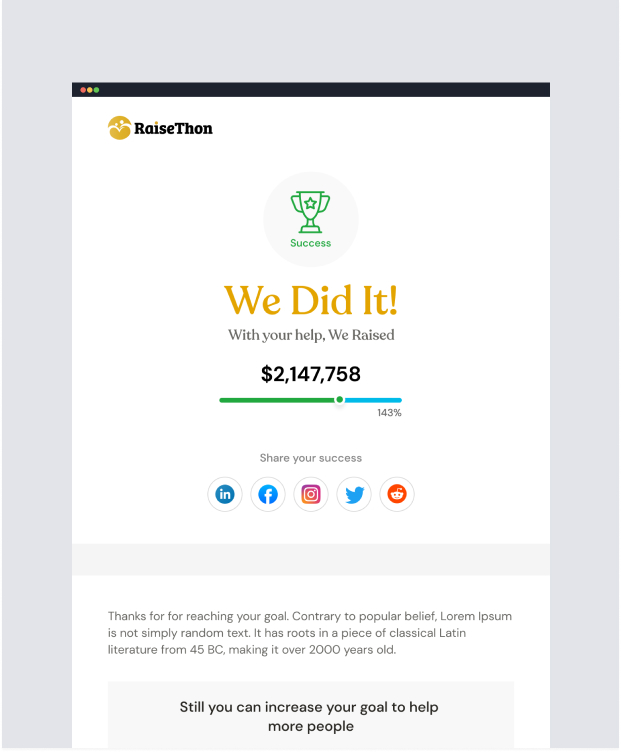 RaiseThon
Success
We Did It!
With your help, We Raised
$2,147,758
143%
Share your success
in
Thanks for for reaching your goal. Contrary to popular belief, Lorem Ipsum
is not simply random text. It has roots in a piece of classical Latin
literature from 45 BC, making it over 2000 years old.
Still you can increase your goal to help
more people